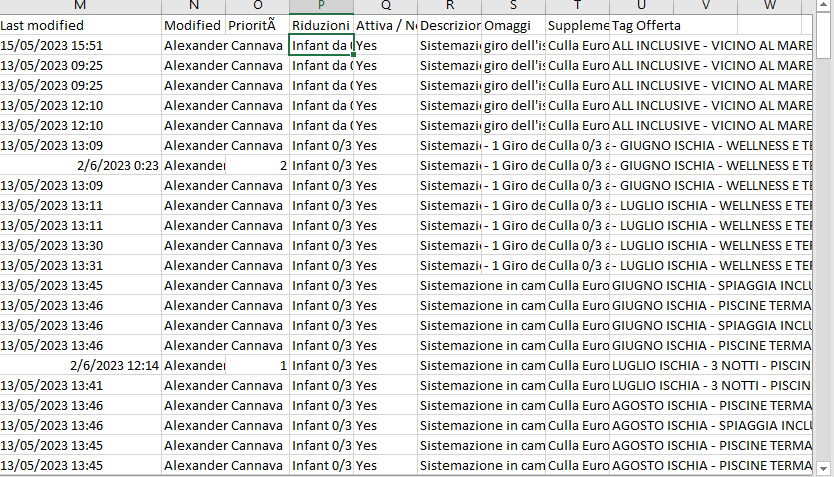 M N O P Q R S T U V W
Last modified Modified PrioritÃ Riduzioni Attiva / No Descrizion Omaggi Suppleme Tag Offerta
15/05/2023 15:51 Alexander Cannava Infant da Yes Sistemazio giro dell'is Culla Euro ALL INCLUSIVE - VICINO AL MARE
13/05/2023 09:25 Alexander Cannava Infant da Yes Sistemazio giro dell'is Culla Euro ALL INCLUSIVE - VICINO AL MARE
13/05/2023 09:25 Alexander Cannava Infant da Yes Sistemazio giro dell'is Culla Euro ALL INCLUSIVE - VICINO AL MARE
13/05/2023 12:10 Alexander Cannava Infant da Yes Sistemazio giro dell'is Culla Euro ALL INCLUSIVE - VICINO AL MARE
13/05/2023 12:10 Alexander Cannava Infant da Yes Sistemazio giro dell'is Culla Euro ALL INCLUSIVE - VICINO AL MARE
13/05/2023 13:09 Alexander Cannava Infant 0/3 Yes Sistemazio - 1 Giro de Culla 0/3 a - GIUGNO ISCHIA - WELLNESS E TE
2/6/2023 0:23 Alexander 2 Infant 0/3 Yes Sistemazio - 1 Giro de Culla 0/3 a - GIUGNO ISCHIA - WELLNESS E TE
13/05/2023 13:09 Alexander Cannava Infant 0/3 Yes Sistemazio - 1 Giro de Culla 0/3 a - GIUGNO ISCHIA - WELLNESS E TE
13/05/2023 13:11 Alexander Cannava Infant 0/3 Yes Sistemazio - 1 Giro de Culla 0/3 a - LUGLIO ISCHIA - WELLNESS E TER
13/05/2023 13:11 Alexander Cannava Infant 0/3 Yes Sistemazio - 1 Giro de Culla 0/3 a - LUGLIO ISCHIA - WELLNESS E TER
13/05/2023 13:30 Alexander Cannava Infant 0/3 Yes Sistemazio - 1 Giro de Culla 0/3 a - LUGLIO ISCHIA - WELLNESS E TER
13/05/2023 13:31 Alexander Cannava Infant 0/3 Yes Sistemazio - 1 Giro de Culla 0/3 a - LUGLIO ISCHIA - WELLNESS E TER
13/05/2023 13:45 Alexander Cannava Infant 0/3 Yes Sistemazione in cam Culla Euro GIUGNO ISCHIA - SPIAGGIA INCLU
13/05/2023 13:46 Alexander Cannava Infant 0/3 Yes Sistemazione in cam Culla Euro GIUGNO ISCHIA - PISCINE TERMA
13/05/2023 13:46 Alexander Cannava Infant 0/3 Yes Sistemazione in cam Culla Euro GIUGNO ISCHIA - SPIAGGIA INCLU
13/05/2023 13:46 Alexander Cannava Infant 0/3 Yes Sistemazione in cam Culla Euro GIUGNO ISCHIA - PISCINE TERMA
2/6/2023 12:14 Alexander 1 Infant 0/3 Yes Sistemazione in cam Culla Euro LUGLIO ISCHIA - 3 NOTTI - PISCIN
13/05/2023 13:41 Alexander Cannava Infant 0/3 Yes Sistemazione in cam Culla Euro LUGLIO ISCHIA - 3 NOTTI - PISCIN
13/05/2023 13:46 Alexander Cannava Infant 0/3 Yes Sistemazione in cam Culla Euro AGOSTO ISCHIA - PISCINE TERMA
13/05/2023 13:46 Alexander Cannava Infant 0/3 Yes Sistemazione in cam Culla Euro AGOSTO ISCHIA - SPIAGGIA INCLU
13/05/2023 13:45 Alexander Cannava Infant 0/3 Yes Sistemazione in cam Culla Euro AGOSTO ISCHIA - PISCINE TERMA
13/05/2023 13:45 Alexander Cannava Infant 0/3 Yes Sistemazione in cam Culla Euro AGOSTO ISCHIA - PISCINE TERMA